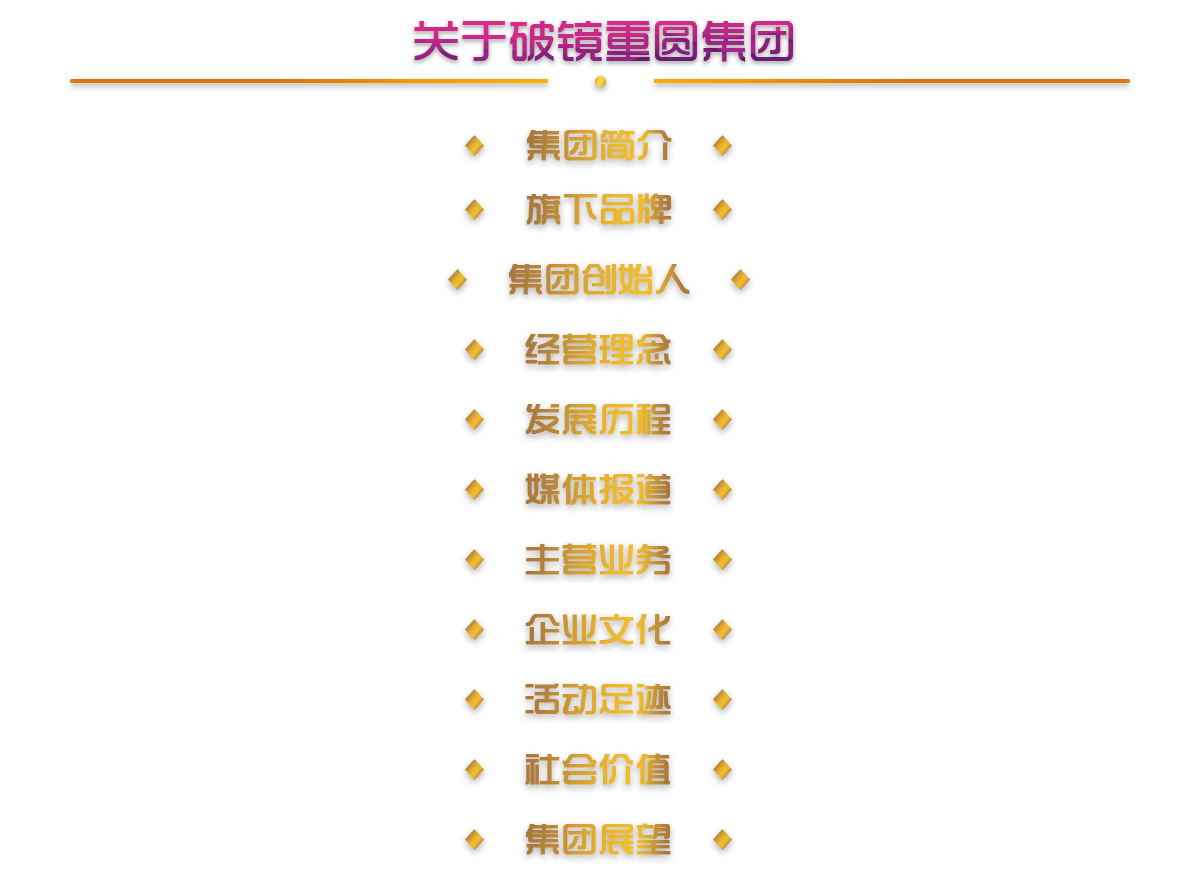 关于破镜重圆集团
集团简介
旗下品牌
集团创始人
经营理念
发展历程
媒体报道
主营业务
企业文化
活动足迹
社会价值
集团展望